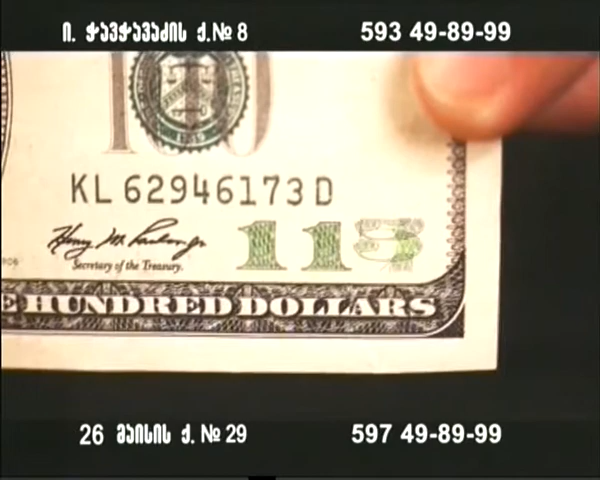 ი. ჭავჭავაძის ქ.№ 8 593 49-89-99
KL 62946173 D
Secretary of the Treasury.
HUNDRED DOLLARS
26 მაისის ქ. № 29 597 49-89-99